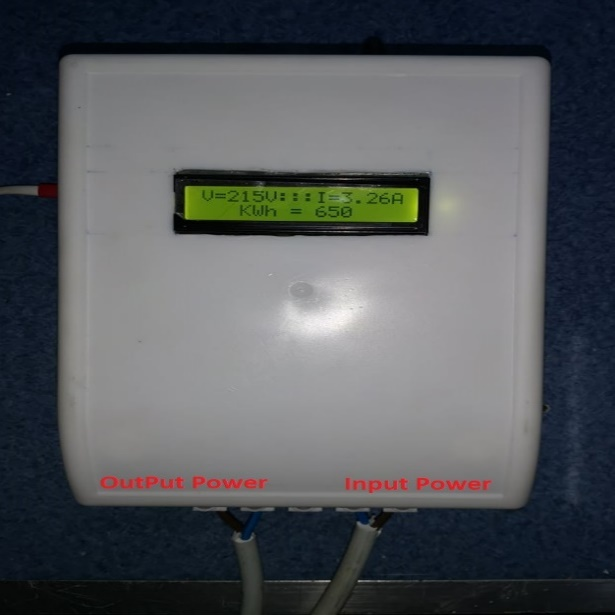 V=215V:::I=3.26A
KWh = 650
OutPut Power
Input Power